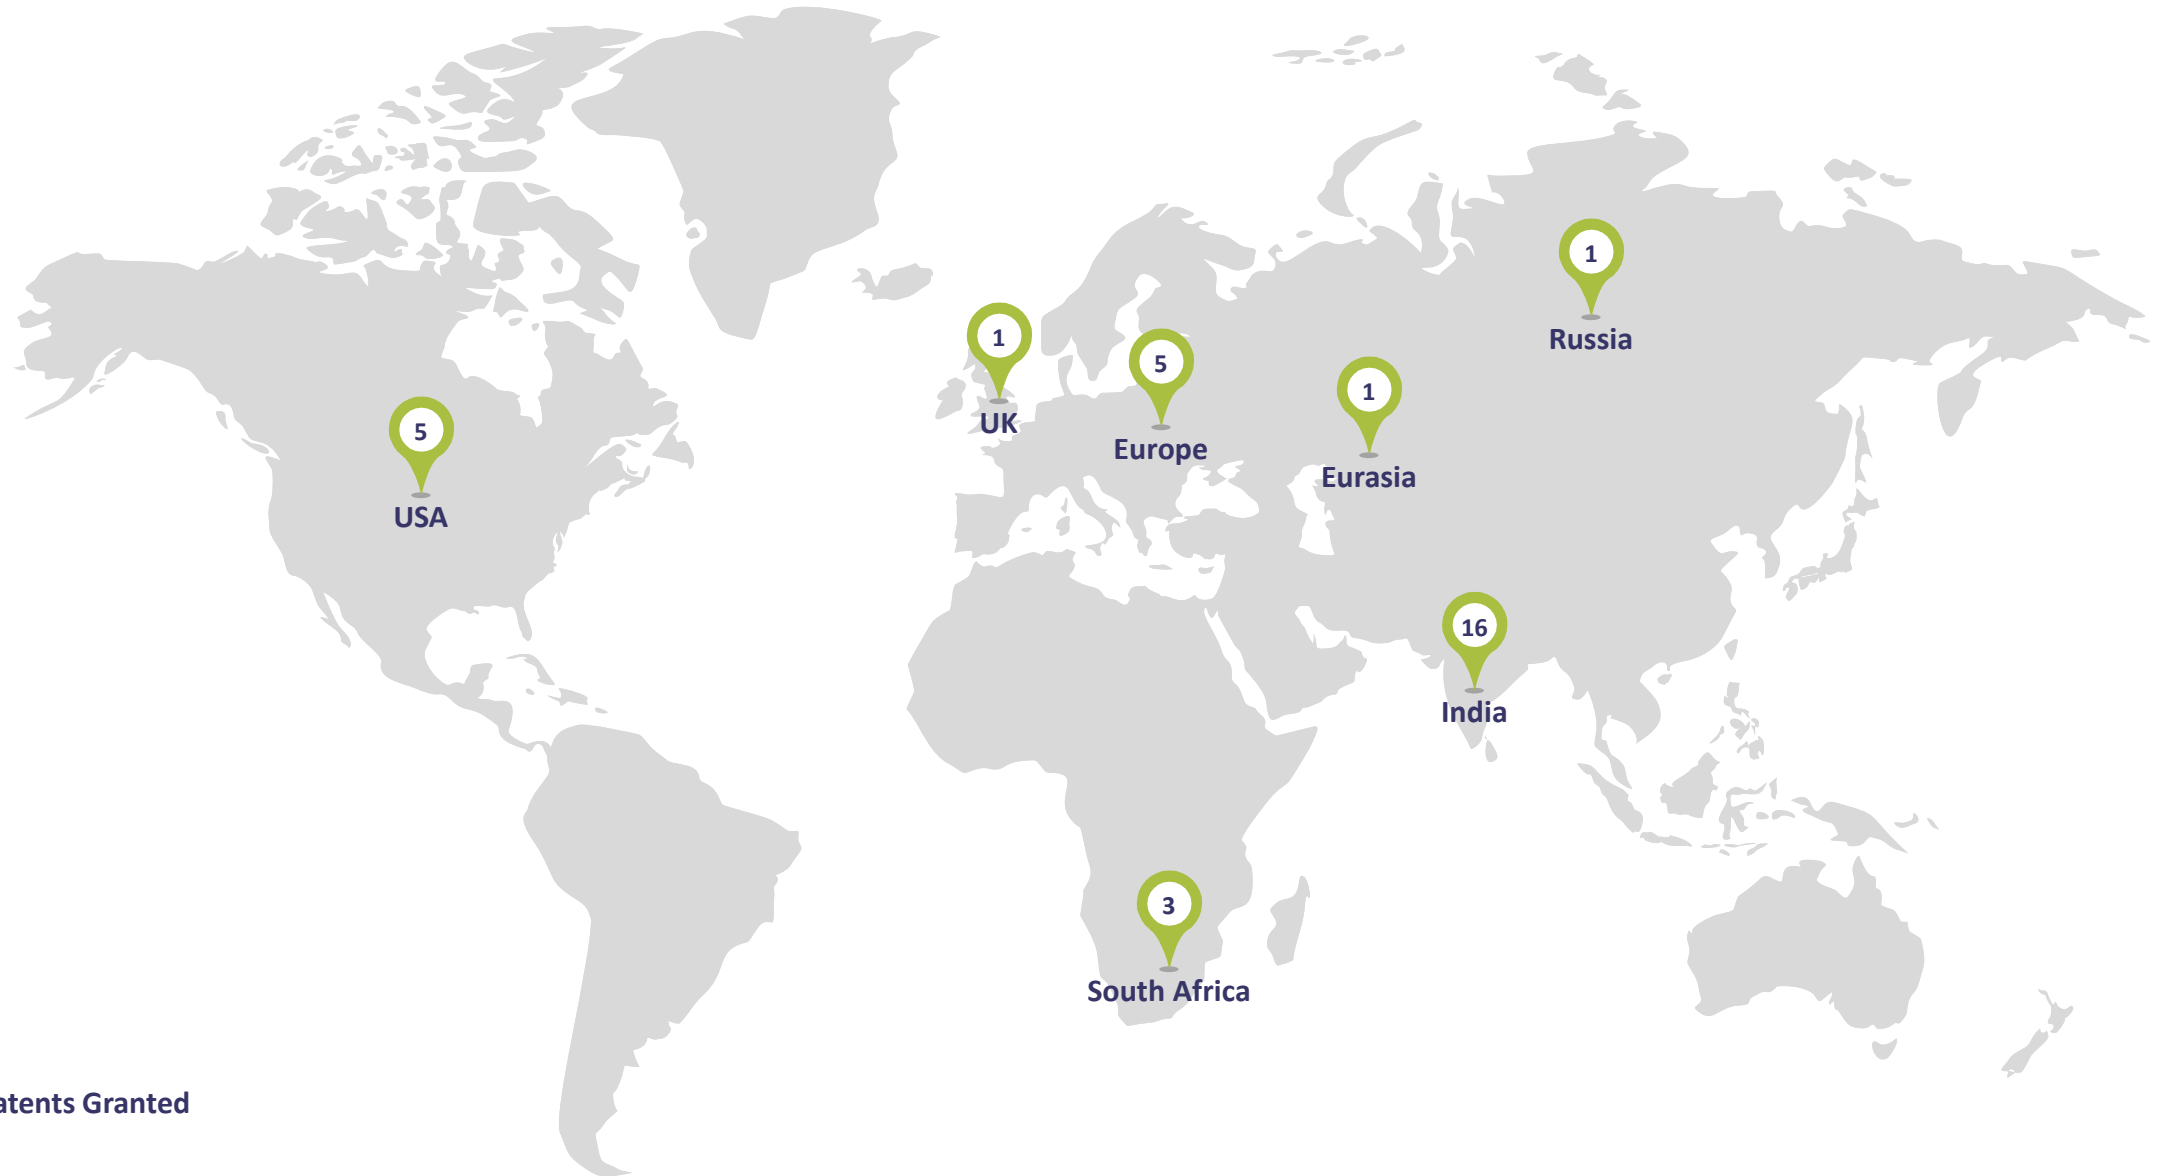 1
Russia
1
UK
5
Europe
1
Eurasia
5
USA
16
India
3
South Africa
atents Granted